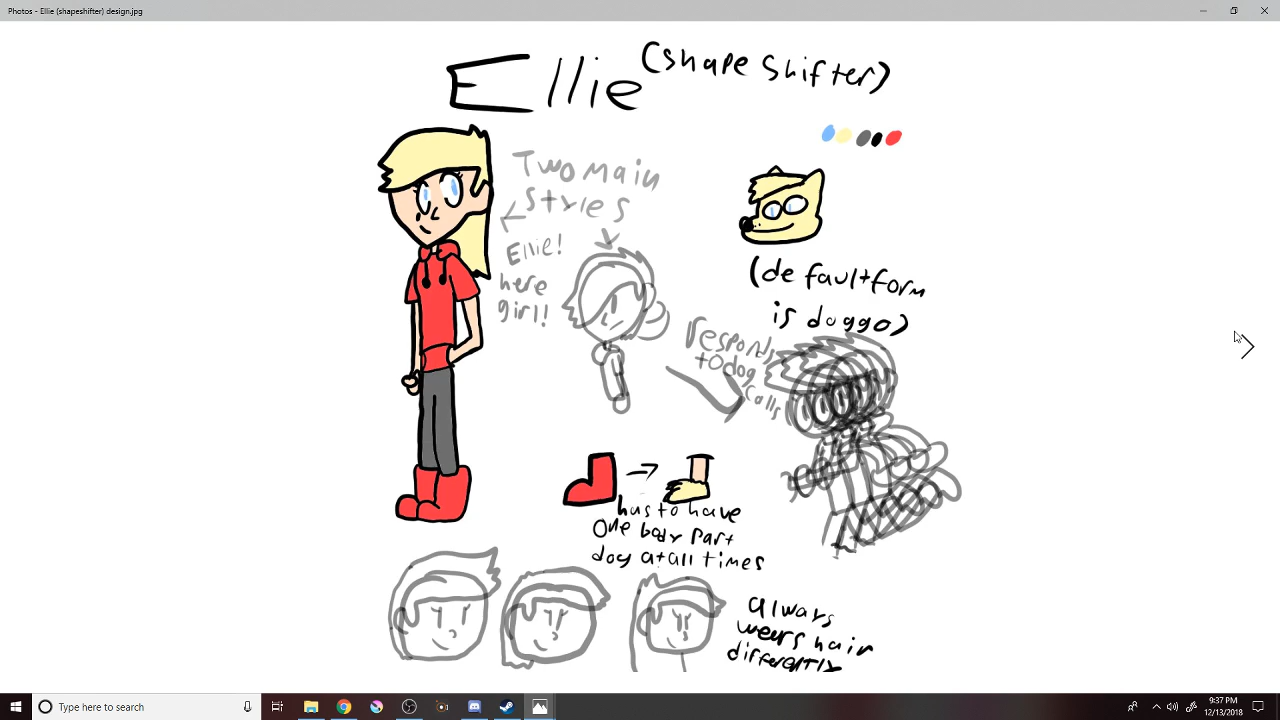 Photos - Ellie (shapeshifter) design.jpg
Ellie (shape shifter)
Two main
styles
Ellie!
here
girl!
(default form
is doggo)
Responds
to dog
calls
has to have
One body part
dog at all times
always
wears hair
differently
Type here to search
9:37 PM
12/13/2018